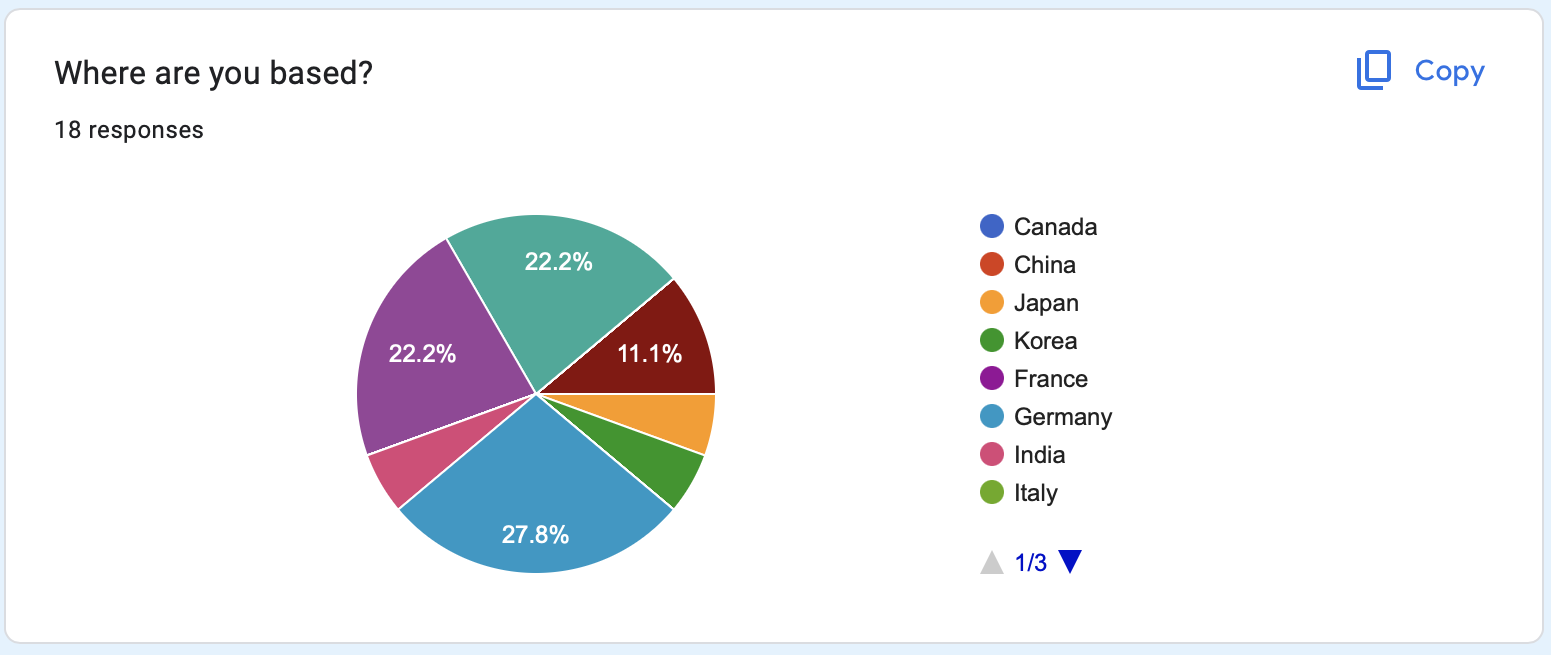 Where are you based?
Copy
18 responses
22.2%
11.1%
22.2%
27.8%
Canada
China
Japan
Korea
France
Germany
India
Italy
1/3